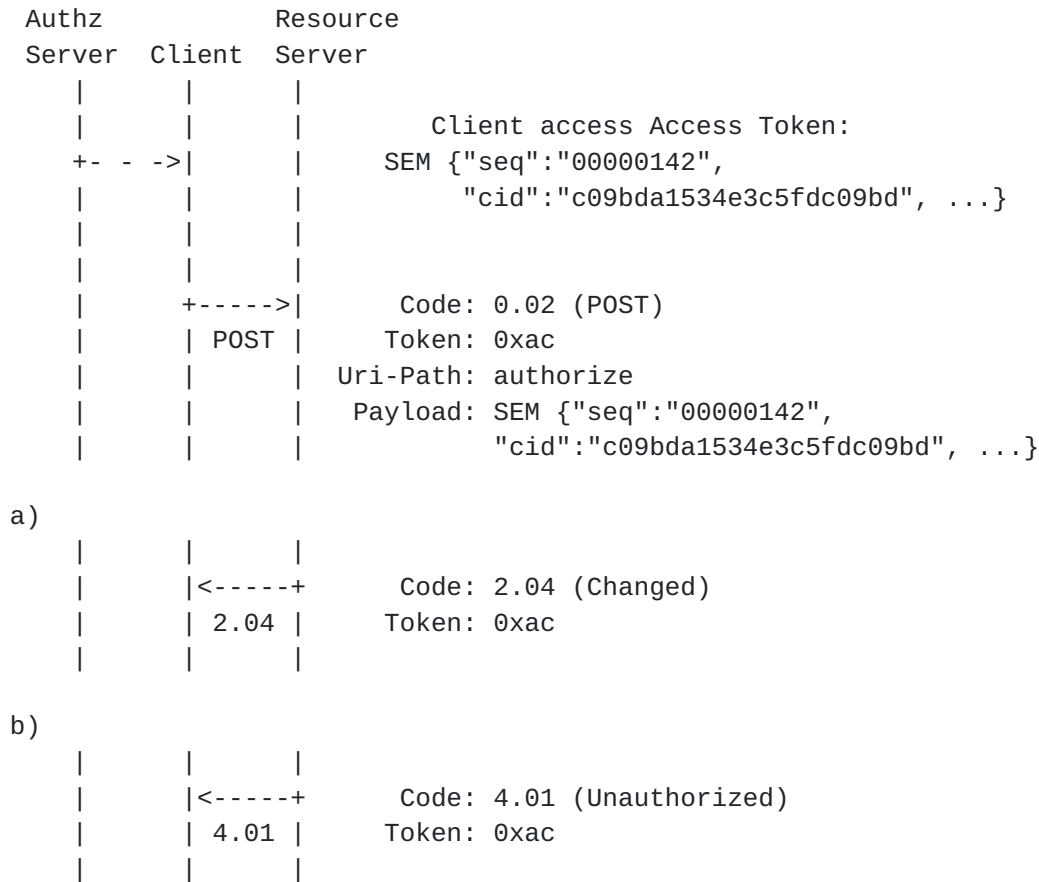 Authz           Resource
Server  Client  Server
   |      |      |
   |      |      |        Client access Access Token:
   +- - ->|      |     SEM {"seq":"00000142",
   |      |      |          "cid":"c09bda1534e3c5fdc09bd", ...}
   |      |      |
   |      |      |
   |      +----->|      Code: 0.02 (POST)
   |      | POST |     Token: 0xac
   |      |      |  Uri-Path: authorize
   |      |      |   Payload: SEM {"seq":"00000142",
   |      |      |            "cid":"c09bda1534e3c5fdc09bd", ...}
a)
   |      |      |
   |      |<-----+      Code: 2.04 (Changed)
   |      | 2.04 |     Token: 0xac
   |      |      |
b)
   |      |      |
   |      |<-----+      Code: 4.01 (Unauthorized)
   |      | 4.01 |     Token: 0xac
   |      |      |